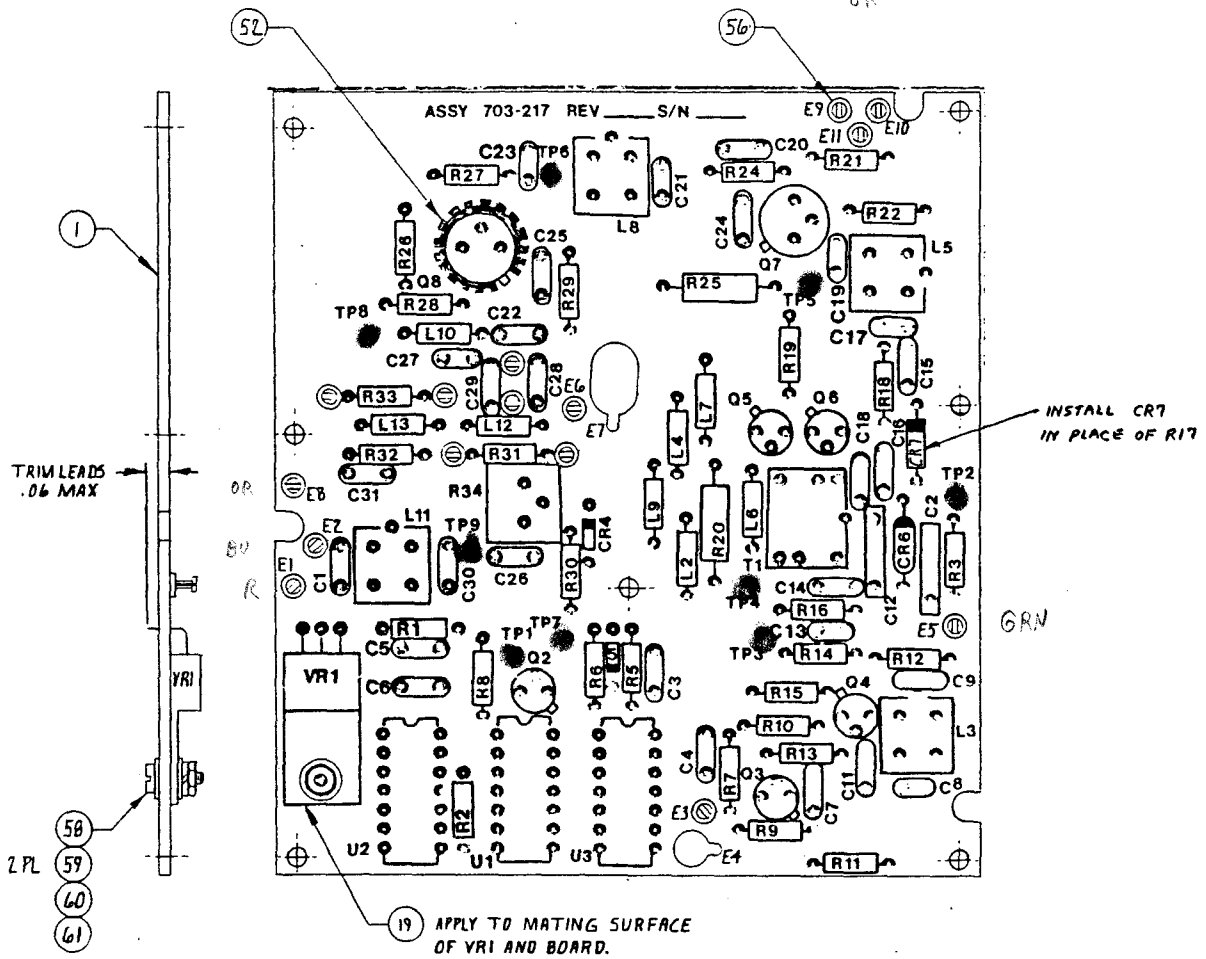 OR
52
56
ASSY 703-217 REV____ S/N ____
E9
E10
E11
C23
TP6
C20
R27
R24
R21
C21
1
R26
L8
C24
R22
L5
C25
Q8
Q7
R29
R28
R25
C19
TP5
TP8
L10
C22
C17
C27
R19
C15
C29
C28
E6
R18
R33
L7
Q5
Q6
C18
C16
CR7
INSTALL CR7
IN PLACE OF R17
L13
L12
E7
L4
TRIM LEADS
.06 MAX
R32
R31
C31
R34
TP2
OR
E8
L9
L6
C2
E2
L11
TP9
CR4
R20
CR6
R3
BU
L2
E1
C1
C30
C26
R30
T1
C14
C12
R
TP4
R16
C13
E5
GRN
R1
TP1
TP7
TP3
R14
R12
C5
Q2
VR1
VR1
C6
R8
R6
R5
C3
R15
Q4
C9
R10
L3
C4
R7
R13
Q3
C11
C8
C7
58
R2
E3
R9
2 PL
59
U2
U1
U3
E4
R11
60
61
19
APPLY TO MATING SURFACE
OF VR1 AND BOARD.